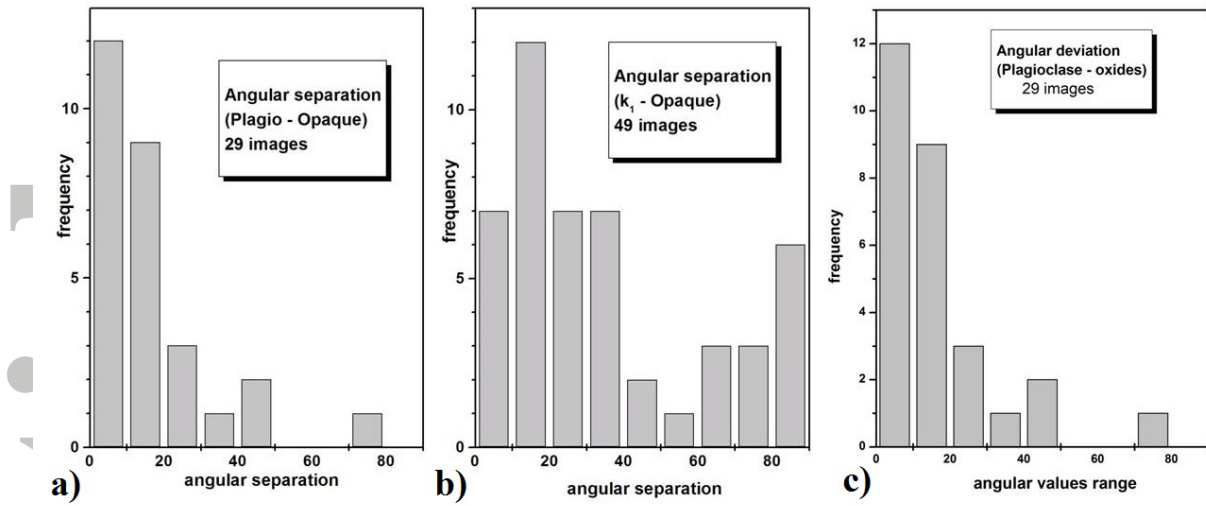 Angular separation
(Plagio - Opaque)
29 images
frequency
10
5
0
0 20 40 60 80
angular separation
a)
Angular separation
(k₁ - Opaque)
49 images
frequency
10
5
0
0 20 40 60 80
angular separation
b)
Angular deviation
(Plagioclase - oxides)
29 images
frequency
12
10
8
6
4
2
0
0 20 40 60 80
angular values range
c)